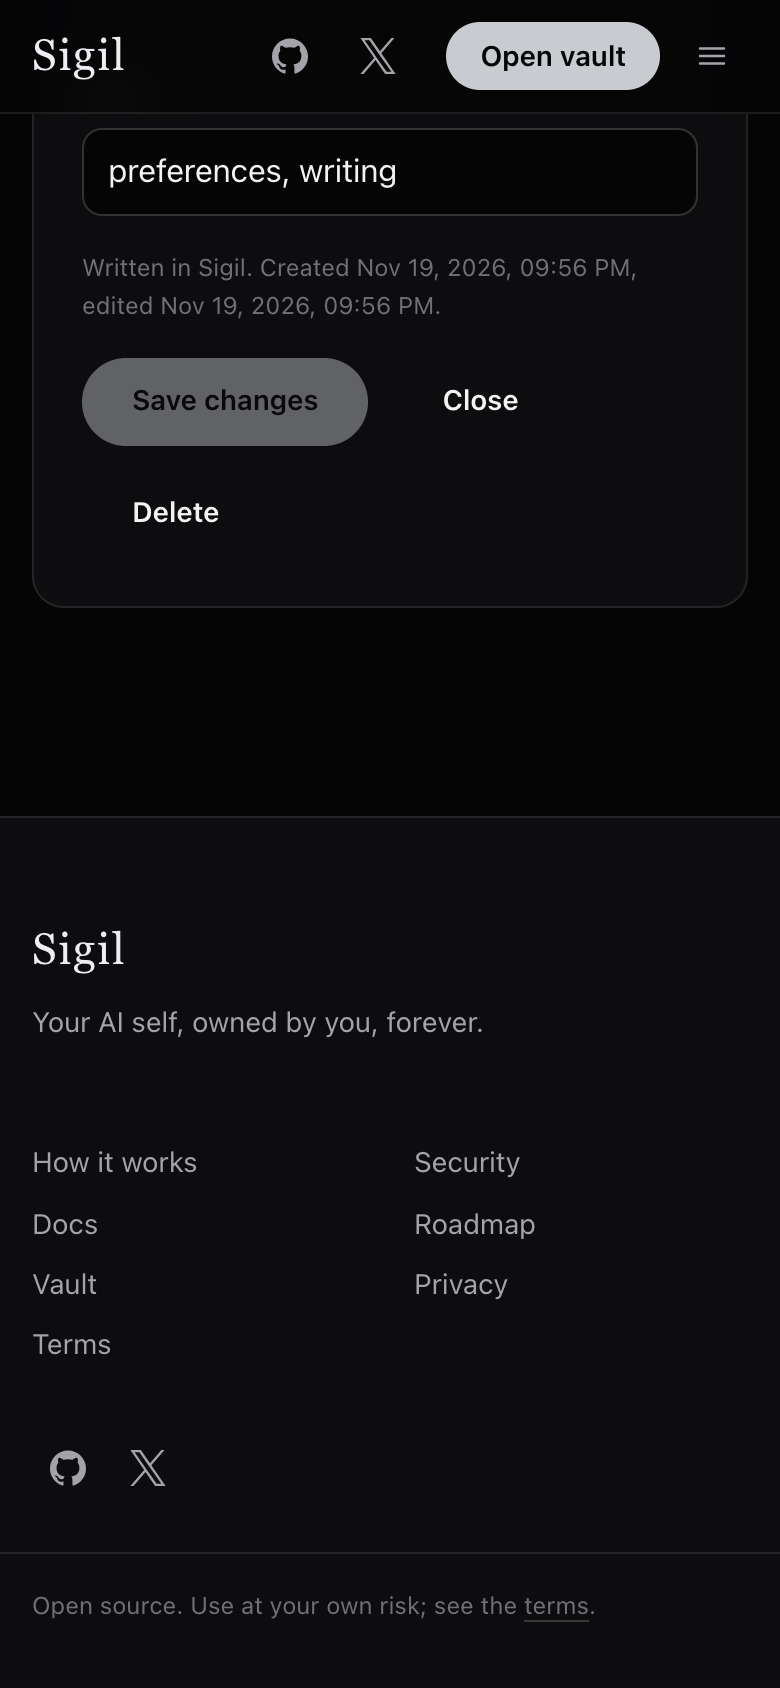 Sigil
Open vault
preferences, writing
Written in Sigil. Created Nov 19, 2026, 09:56 PM,
edited Nov 19, 2026, 09:56 PM.
Save changes
Close
Delete
Sigil
Your AI self, owned by you, forever.
How it works
Security
Docs
Roadmap
Vault
Privacy
Terms
Open source. Use at your own risk; see the terms.